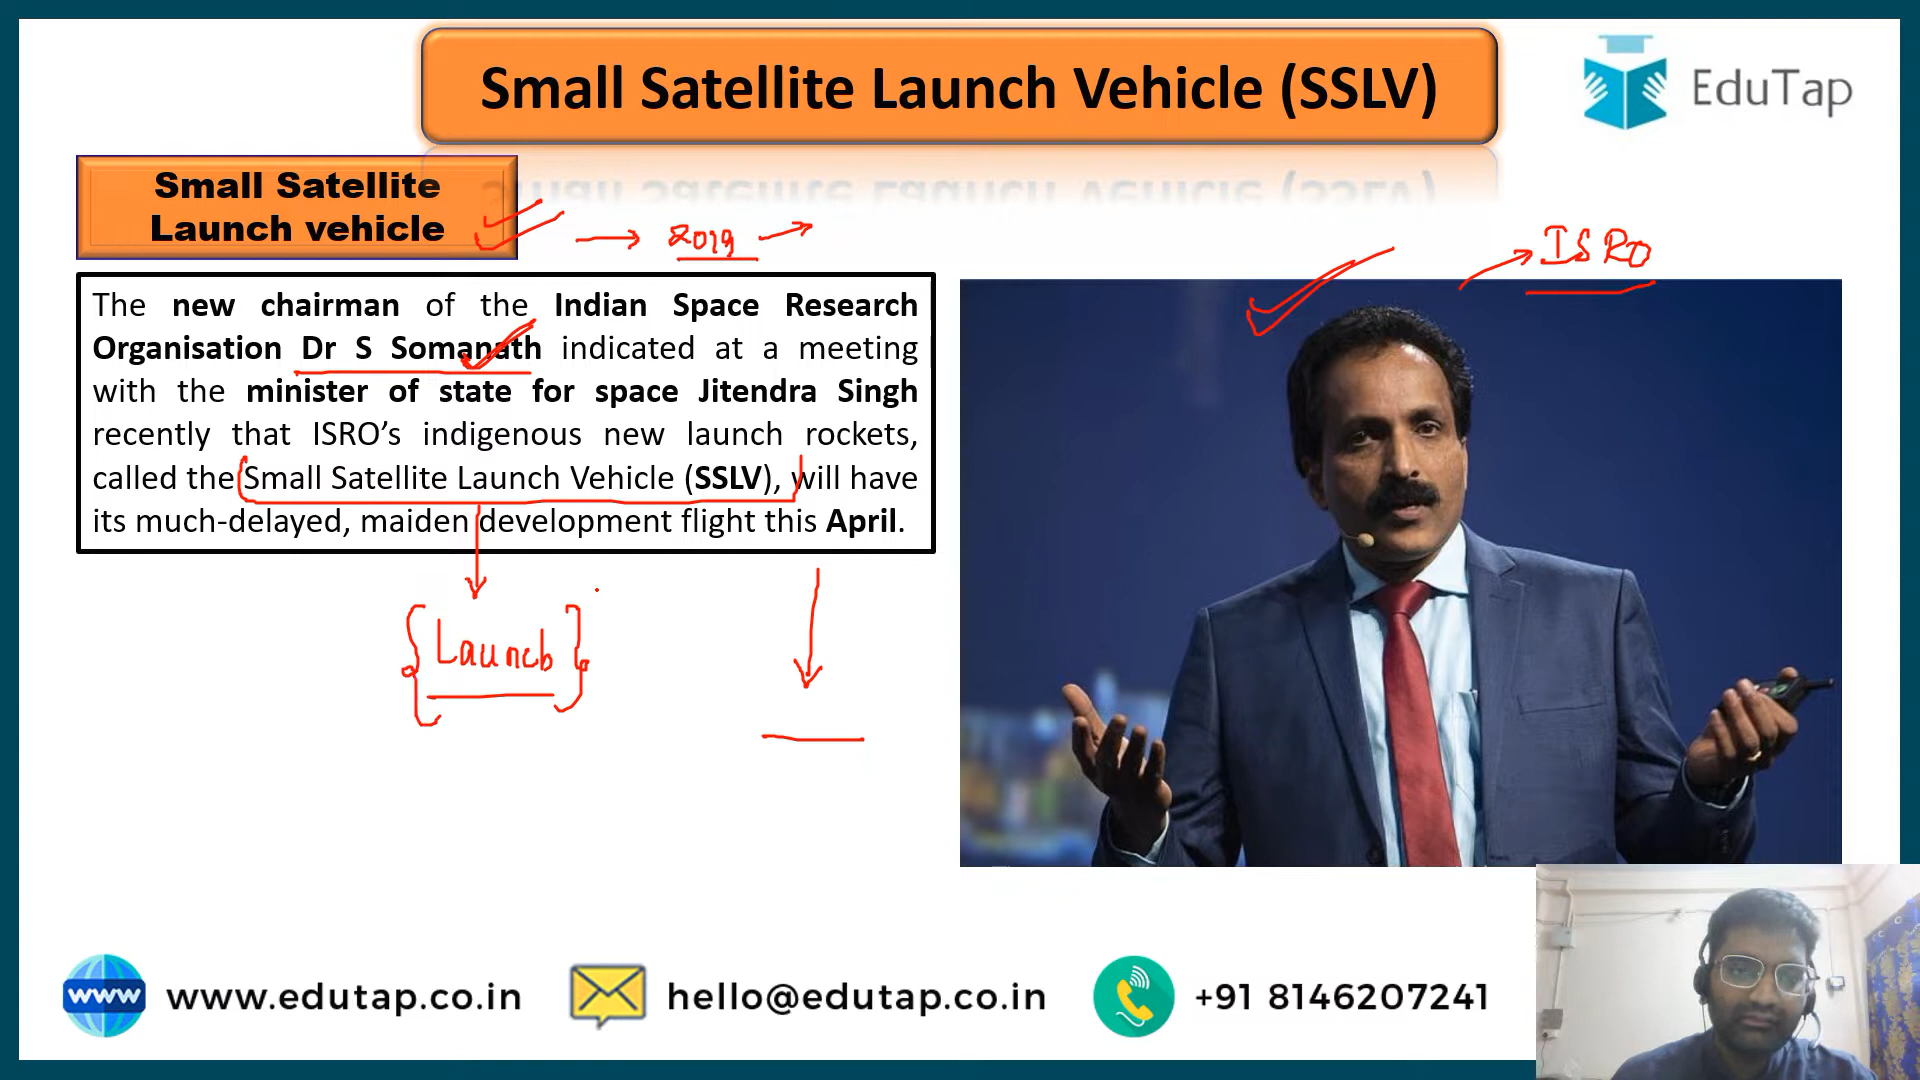 Small Satellite Launch Vehicle (SSLV)
EduTap
Small Satellite
Launch vehicle
2019
ISRO
The new chairman of the Indian Space Research
Organisation Dr S Somanath indicated at a meeting
with the minister of state for space Jitendra Singh
recently that ISRO’s indigenous new launch rockets,
called the Small Satellite Launch Vehicle (SSLV), will have
its much-delayed, maiden development flight this April.
Launch
www www.edutap.co.in hello@edutap.co.in +91 8146207241